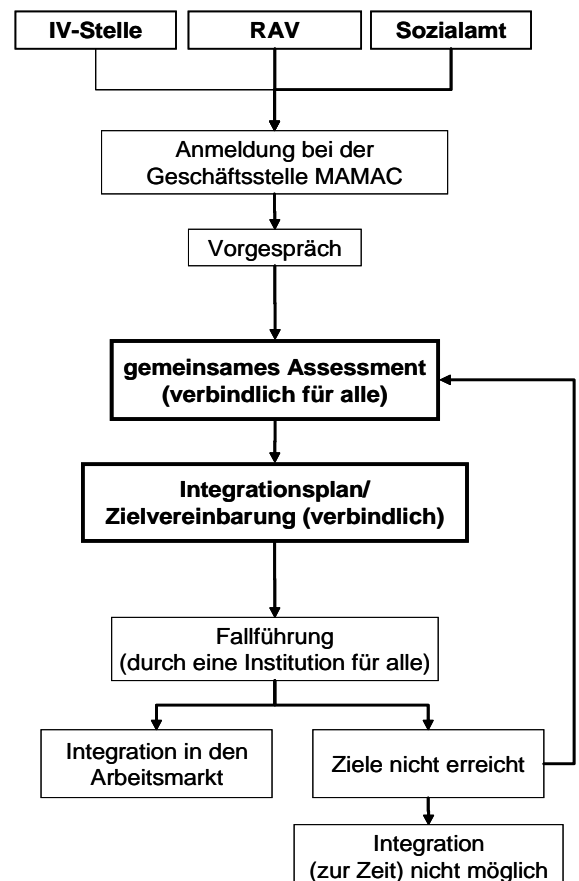 IV-Stelle
RAV
Sozialamt
Anmeldung bei der
Geschäftsstelle MAMAC
Vorgespräch
gemeinsames Assessment
(verbindlich für alle)
Integrationsplan/
Zielvereinbarung (verbindlich)
Fallführung
(durch eine Institution für alle)
Integration in den
Arbeitsmarkt
Ziele nicht erreicht
Integration
(zur Zeit) nicht möglich